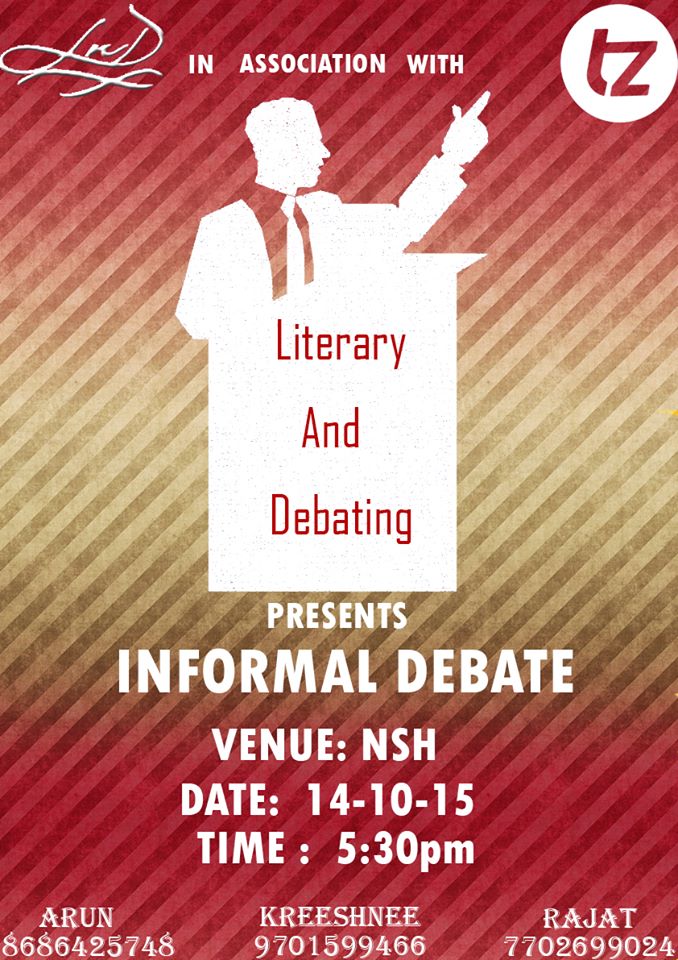 LnD
IN ASSOCIATION WITH
tz
Literary
And
Debating
PRESENTS
INFORMAL DEBATE
VENUE: NSH
DATE: 14-10-15
TIME : 5:30pm
ARUN KREESHNEE RAJAT
8686425748 9701599466 7702699024